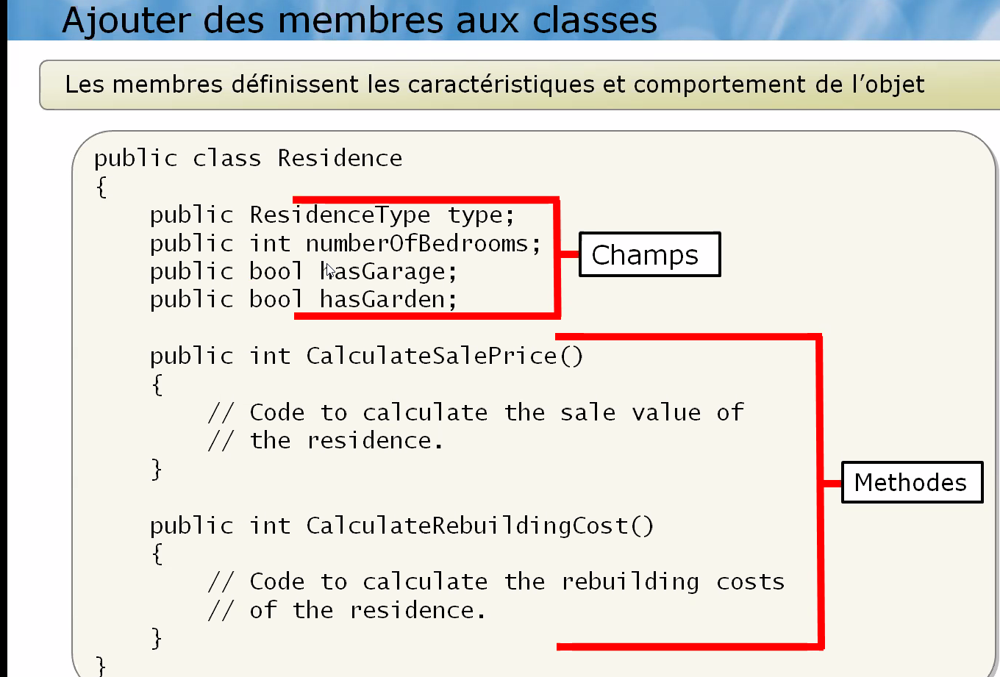 Ajouter des membres aux classes
Les membres définissent les caractéristiques et comportement de l’objet
public class Residence
{
public ResidenceType type;
public int numberOfBedrooms;
public bool hasGarage;
public bool hasGarden;
Champs
public int CalculateSalePrice()
{
// Code to calculate the sale value of
// the residence.
}
Methodes
public int CalculateRebuildingCost()
{
// Code to calculate the rebuilding costs
// of the residence.
}
}